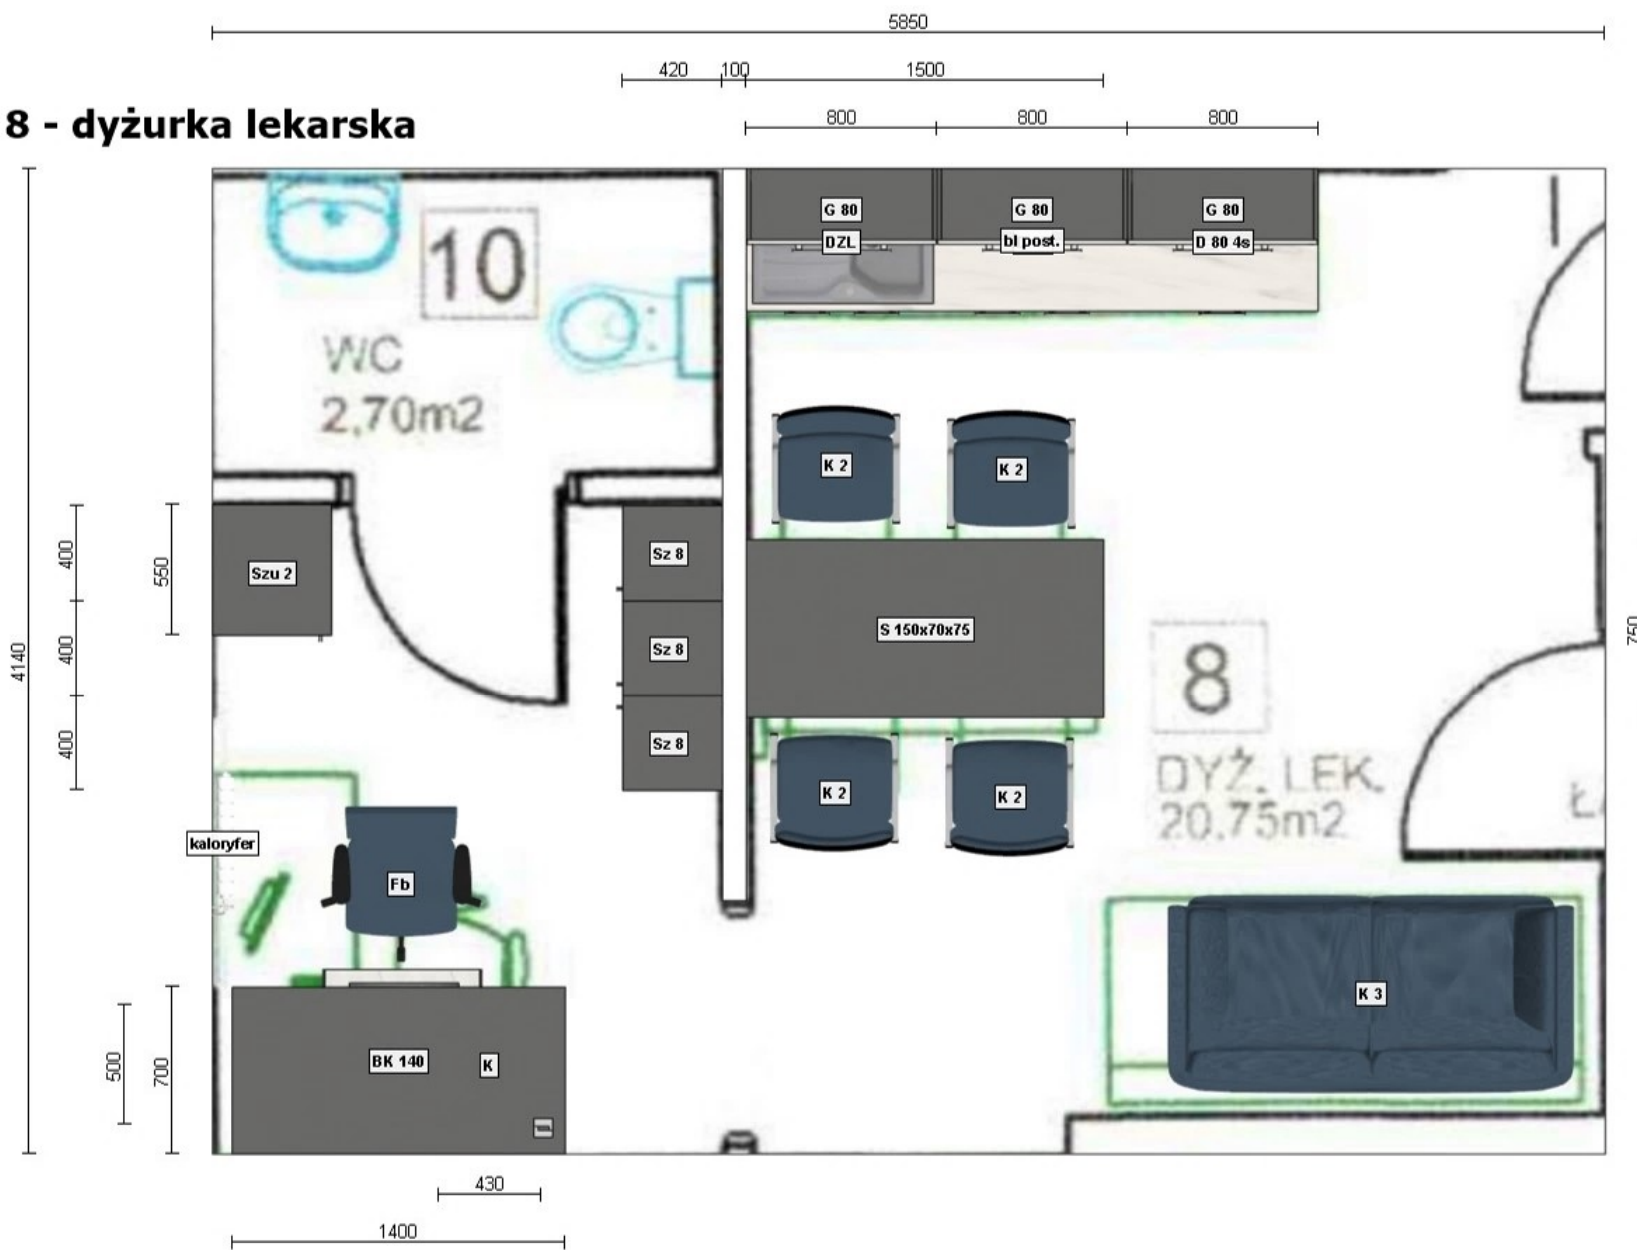 5850
420 100 1500
8 - dyżurka lekarska
800 800 800
G 80 G 80 G 80
DZL bl post. D 80 4s
10
WC
2,70m2
K 2 K 2
400
550
Szu 2
Sz 8
S 150x70x75
750
4140
400
Sz 8
8
400
Sz 8
DYŻ. LEK.
20,75m2
K 2 K 2
kaloryfer
Fb
K 3
500
700
BK 140 K
430
1400